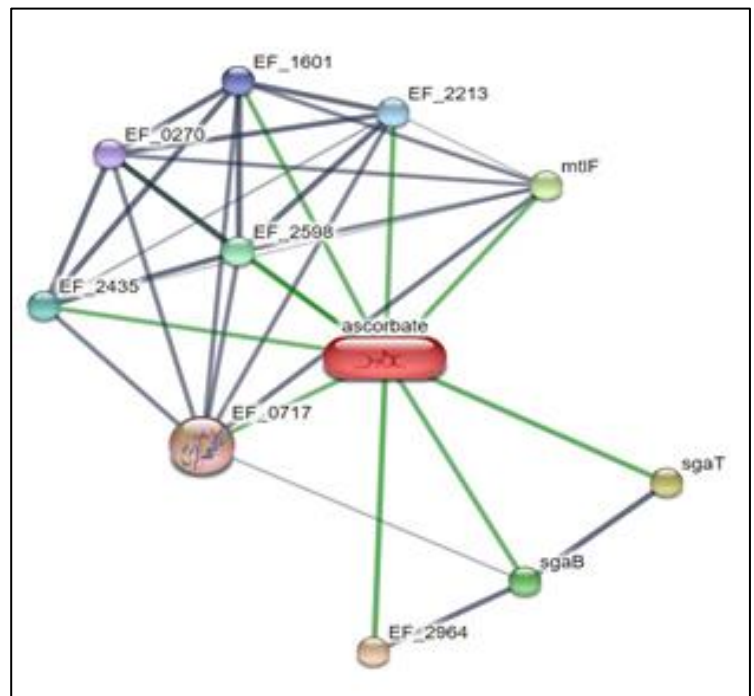 EF_1601
EF_2213
EF_0270
mtlF
EF_2598
EF_2435
ascorbate
EF_0717
sgaT
sgaB
EF_2964